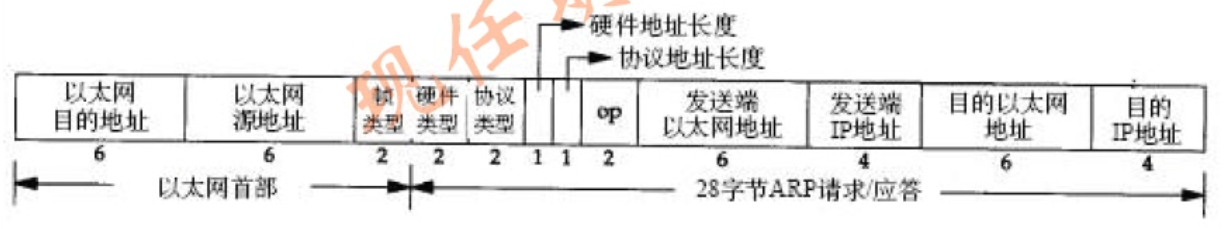 硬件地址长度
协议地址长度
以太网
目的地址
以太网
源地址
帧
类型
硬件
类型
协议
类型
op
发送端
以太网地址
发送端
IP地址
目的以太网
地址
目的
IP地址
6 6 2 2 2 1 1 2 6 4 6 4
以太网首部
28字节ARP请求/应答
现任